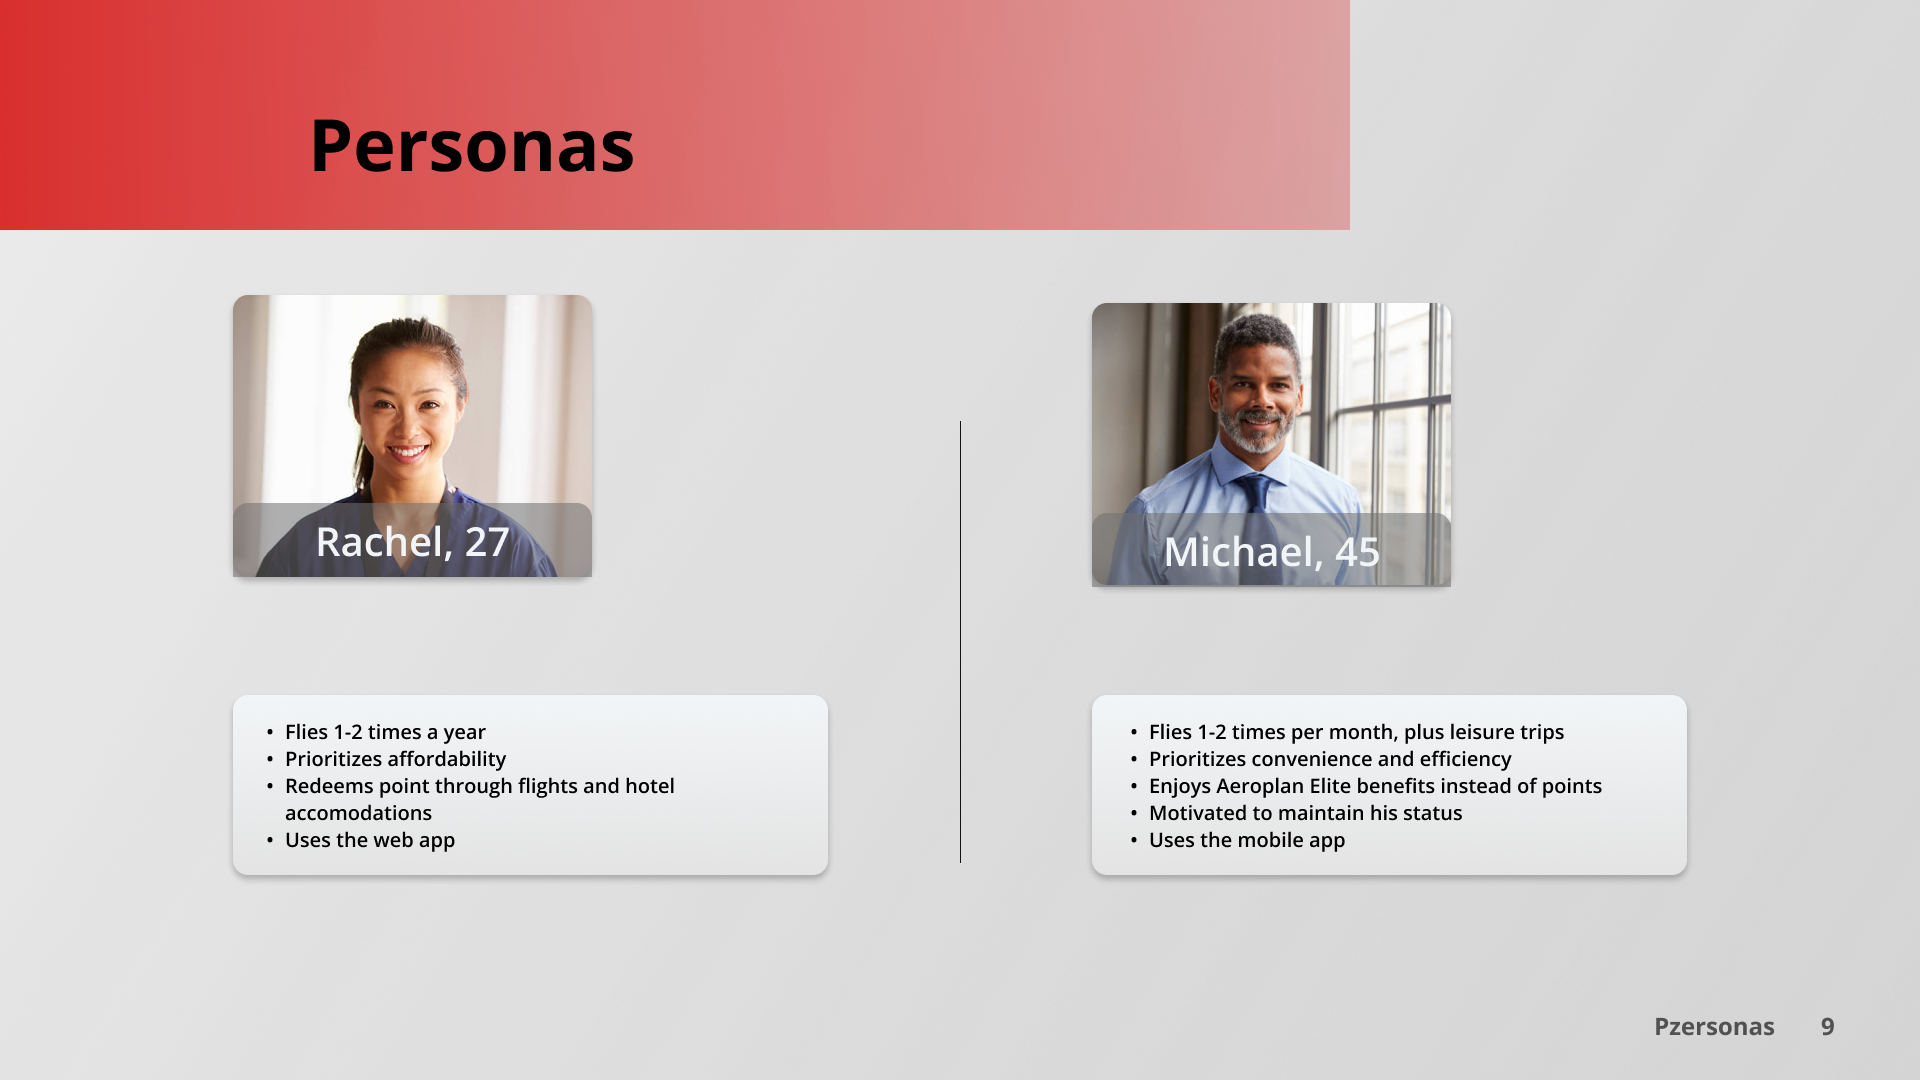 Personas
Rachel, 27
Michael, 45
• Flies 1-2 times a year
• Prioritizes affordability
• Redeems point through flights and hotel
accomodations
• Uses the web app
• Flies 1-2 times per month, plus leisure trips
• Prioritizes convenience and efficiency
• Enjoys Aeroplan Elite benefits instead of points
• Motivated to maintain his status
• Uses the mobile app
Pzersonas 9